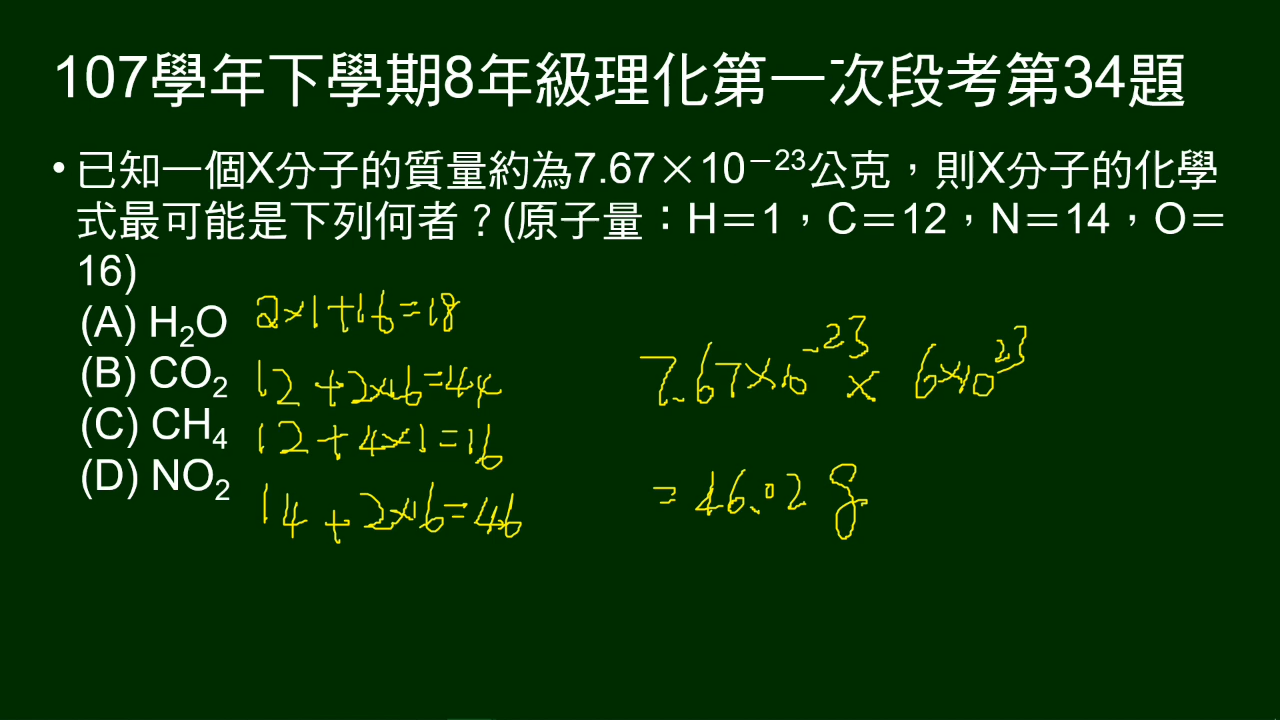 107學年下學期8年級理化第一次段考第34題
• 已知一個X分子的質量約為7.67×10⁻²³公克，則X分子的化學
式最可能是下列何者？(原子量：H＝1，C＝12，N＝14，O＝
16)
(A) H₂O 2×1+16=18
(B) CO₂ 12+2×16=44
(C) CH₄ 12+4×1=16
(D) NO₂ 14+2×16=46
7.67×10⁻²³ × 6×10²³
=46.02 g